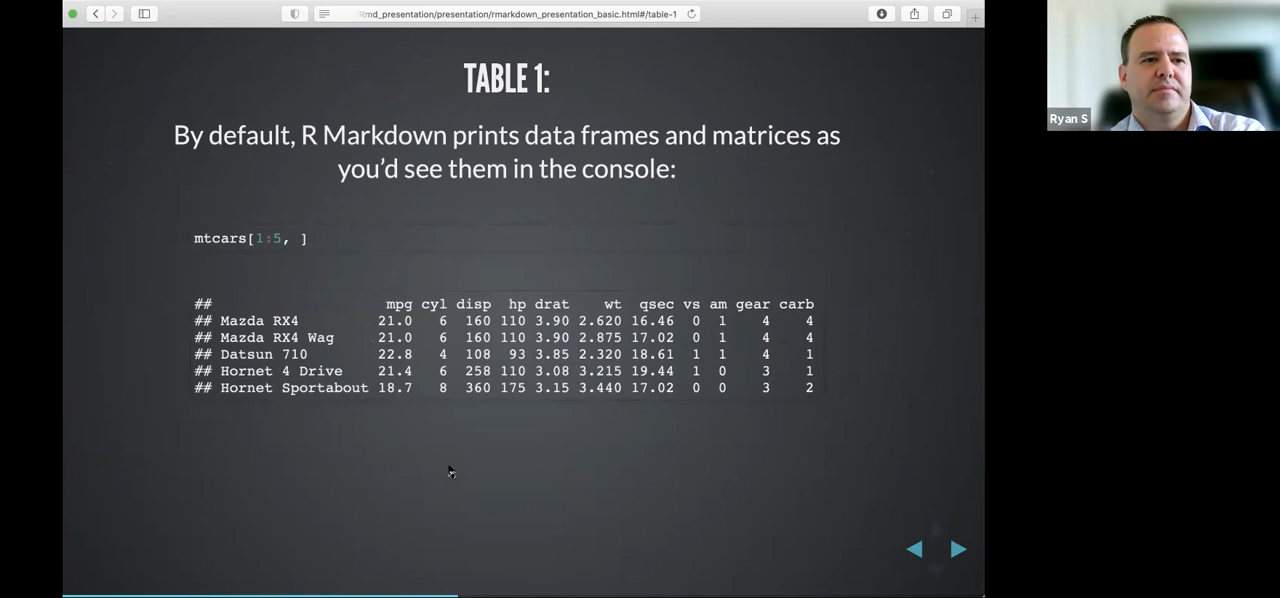 Rmd_presentation/presentation/rmarkdown_presentation_basic.html#/table-1
TABLE 1:
By default, R Markdown prints data frames and matrices as
you’d see them in the console:
mtcars[1:5, ]
## mpg cyl disp hp drat wt qsec vs am gear carb
## Mazda RX4 21.0 6 160 110 3.90 2.620 16.46 0 1 4 4
## Mazda RX4 Wag 21.0 6 160 110 3.90 2.875 17.02 0 1 4 4
## Datsun 710 22.8 4 108 93 3.85 2.320 18.61 1 1 4 1
## Hornet 4 Drive 21.4 6 258 110 3.08 3.215 19.44 1 0 3 1
## Hornet Sportabout 18.7 8 360 175 3.15 3.440 17.02 0 0 3 2
Ryan S